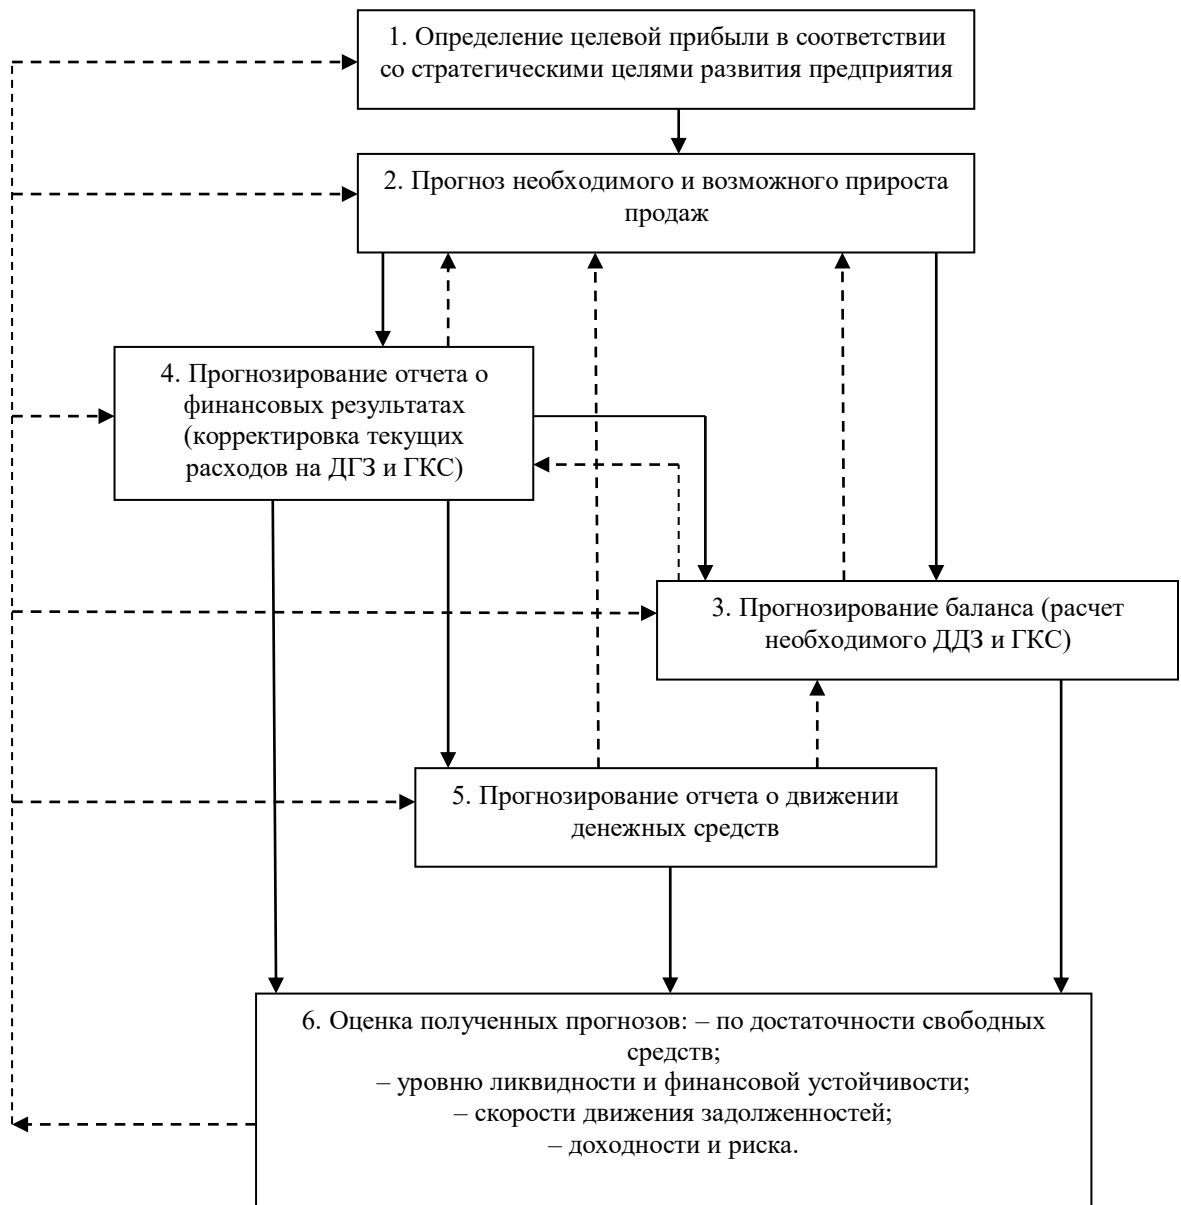 1. Определение целевой прибыли в соответствии
со стратегическими целями развития предприятия
2. Прогноз необходимого и возможного прироста
продаж
4. Прогнозирование отчета о
финансовых результатах
(корректировка текущих
расходов на ДГЗ и ГКС)
3. Прогнозирование баланса (расчет
необходимого ДДЗ и ГКС)
5. Прогнозирование отчета о движении
денежных средств
6. Оценка полученных прогнозов: – по достаточности свободных
средств;
– уровню ликвидности и финансовой устойчивости;
– скорости движения задолженностей;
– доходности и риска.